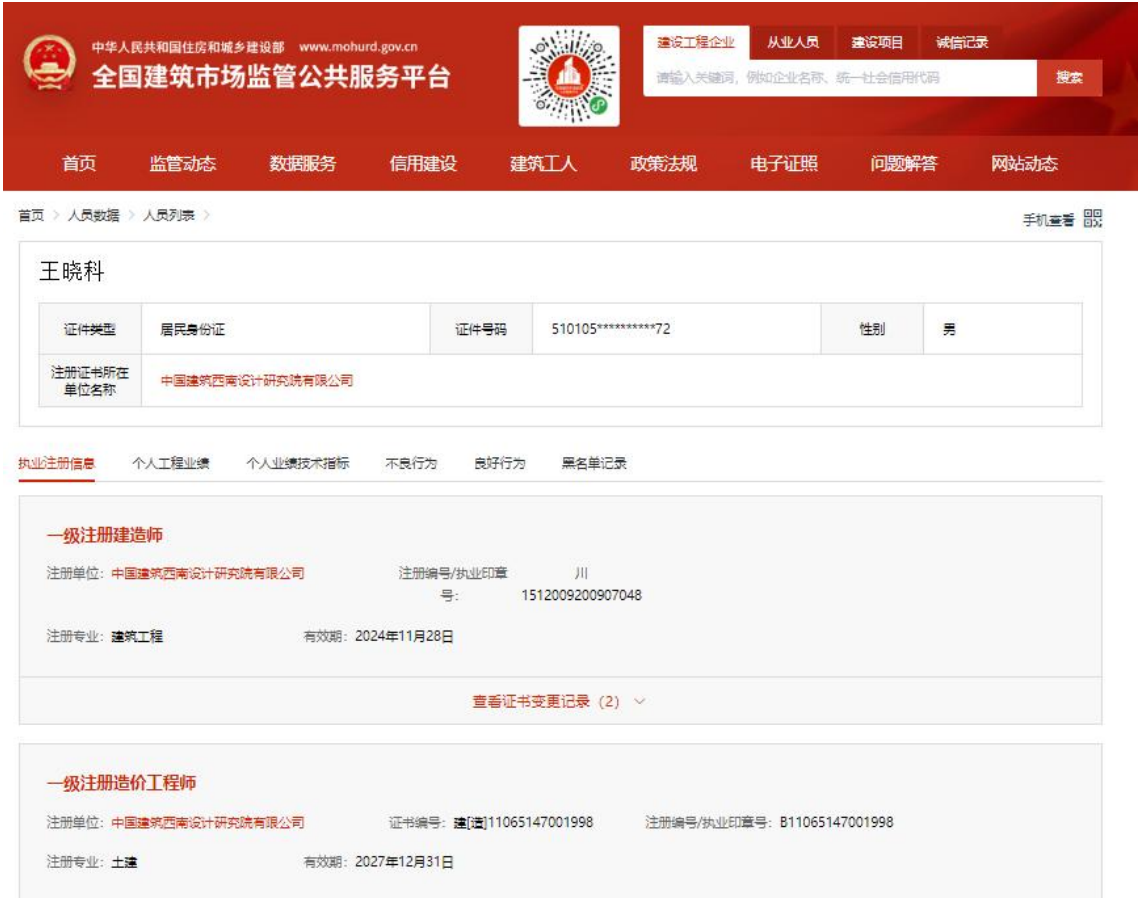 中华人民共和国住房和城乡建设部 www.mohurd.gov.cn
全国建筑市场监管公共服务平台
建设工程企业 从业人员 建设项目 诚信记录
请输入关键词，例如企业名称、统一社会信用代码 搜索
首页 监管动态 数据服务 信用建设 建筑工人 政策法规 电子证照 问题解答 网站动态
首页 > 人员数据 > 人员列表 >
手机查看
王晓科
证件类型 居民身份证 证件号码 510105**********72 性别 男
注册证书所在
单位名称
中国建筑西南设计研究院有限公司
执业注册信息 个人工程业绩 个人业绩技术指标 不良行为 良好行为 黑名单记录
一级注册建造师
注册单位：中国建筑西南设计研究院有限公司 注册编号/执业印章 川
号： 1512009200907048
注册专业：建筑工程 有效期：2024年11月28日
查看证书变更记录（2）
一级注册造价工程师
注册单位：中国建筑西南设计研究院有限公司 证书编号：建[造]11065147001998 注册编号/执业印章号：B11065147001998
注册专业：土建 有效期：2027年12月31日